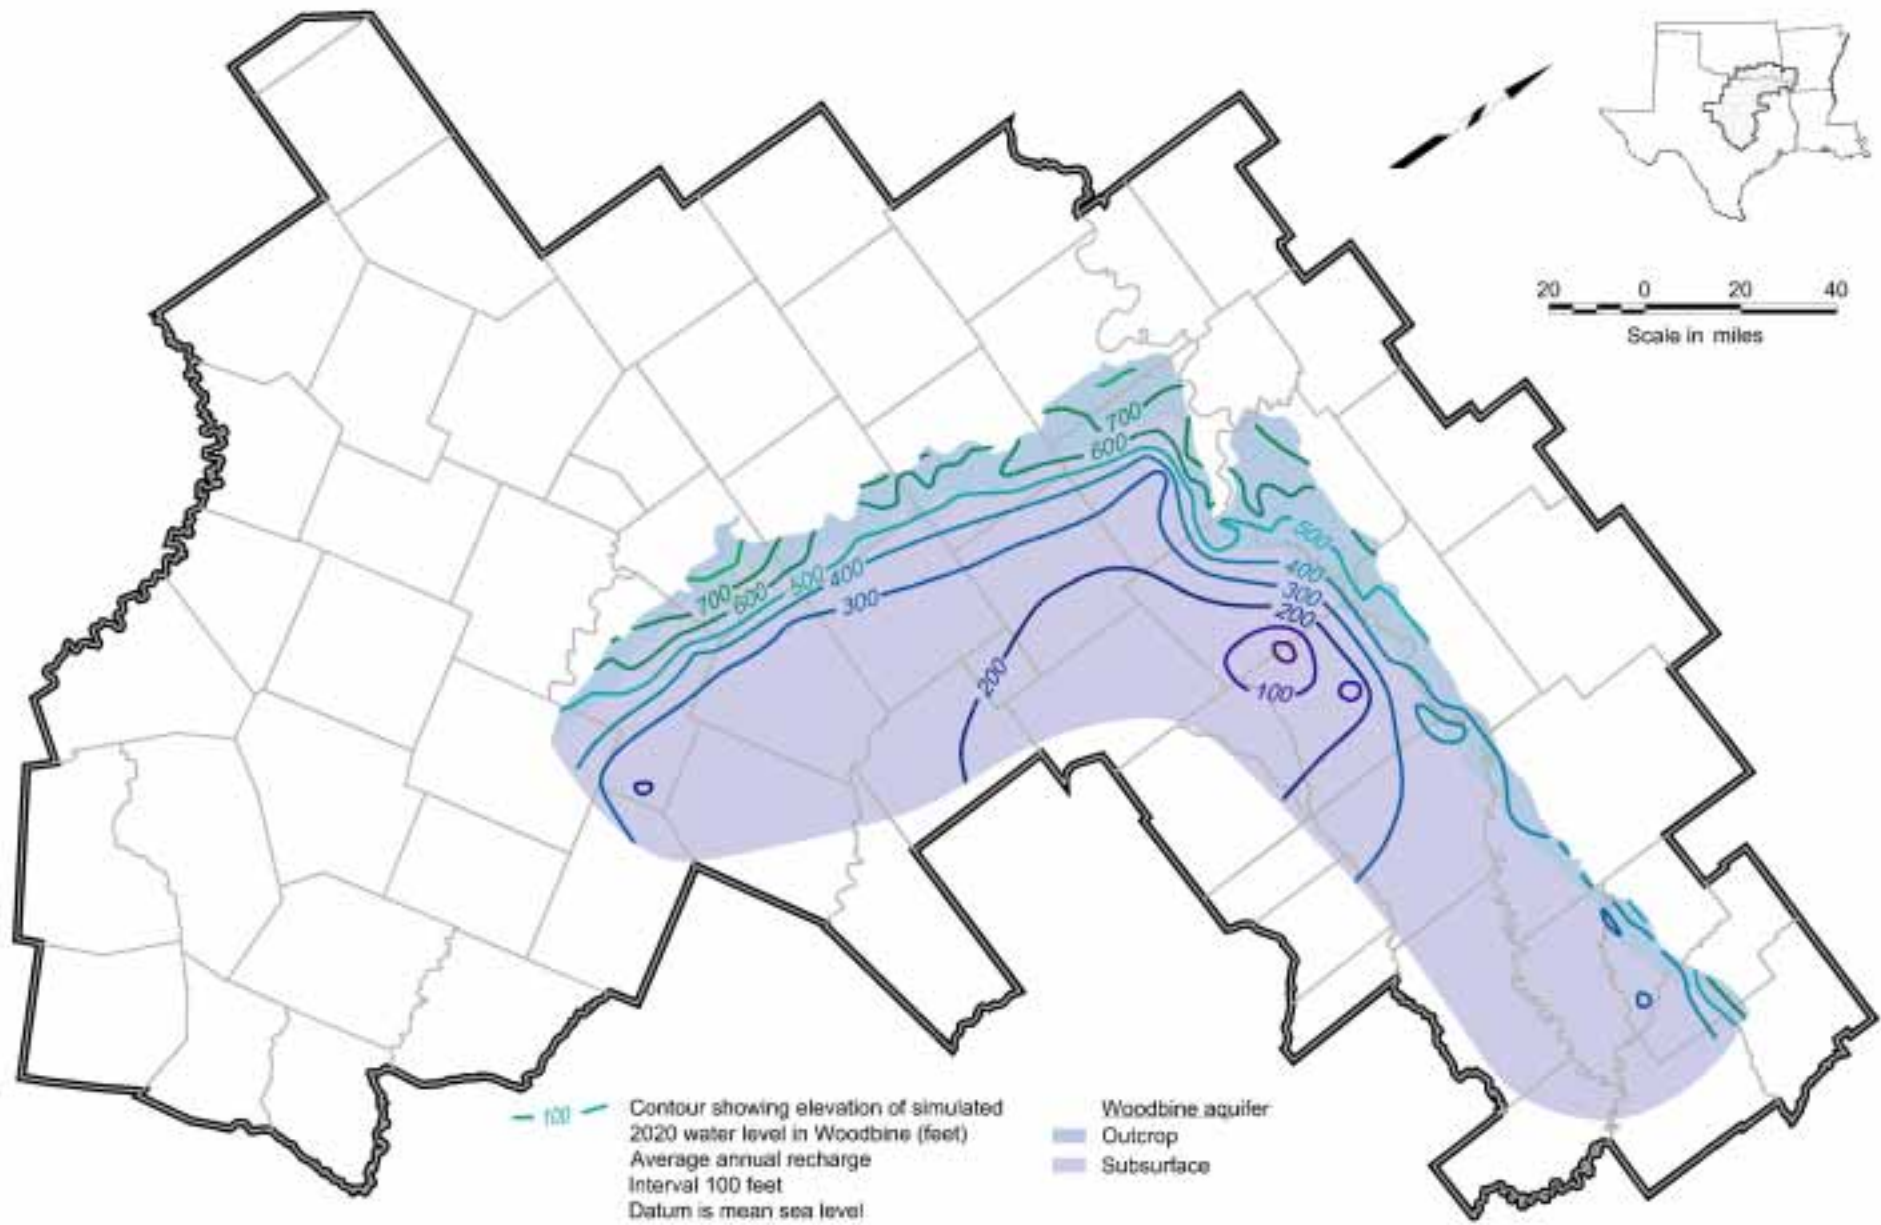 20 0 20 40
Scale in miles
700
600
500
400
300
200
100
700
600
500
400
300
200
100
Contour showing elevation of simulated
2020 water level in Woodbine (feet)
Average annual recharge
Interval 100 feet
Datum is mean sea level
Woodbine aquifer
Outcrop
Subsurface